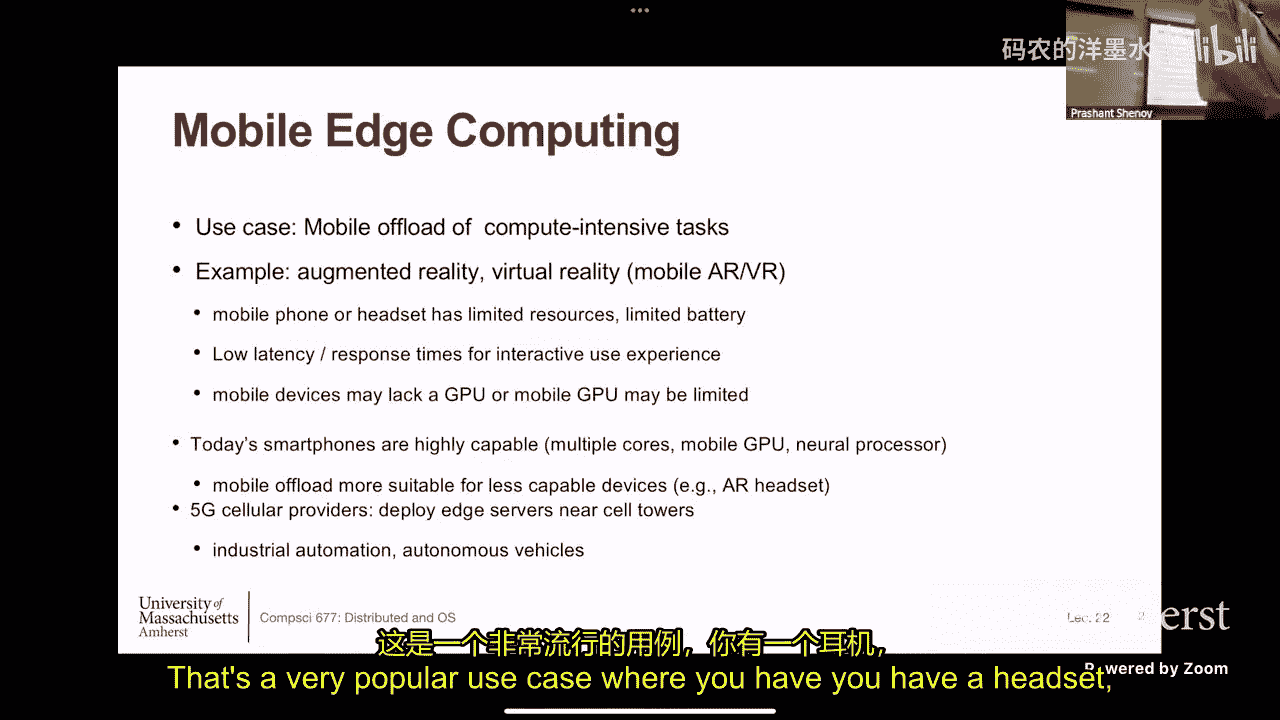 码农的洋墨水
bilibili
Prashant Shenoy
Mobile Edge Computing
• Use case: Mobile offload of compute-intensive tasks
• Example: augmented reality, virtual reality (mobile AR/VR)
• mobile phone or headset has limited resources, limited battery
• Low latency / response times for interactive use experience
• mobile devices may lack a GPU or mobile GPU may be limited
• Today's smartphones are highly capable (multiple cores, mobile GPU, neural processor)
• mobile offload more suitable for less capable devices (e.g., AR headset)
• 5G cellular providers: deploy edge servers near cell towers
• industrial automation, autonomous vehicles
University of
Massachusetts
Amherst
Compsci 677: Distributed and OS
Lec. 22
erst
这是一个非常流行的用例，你有一个耳机，
That's a very popular use case where you have you have a headset,
Powered by Zoom